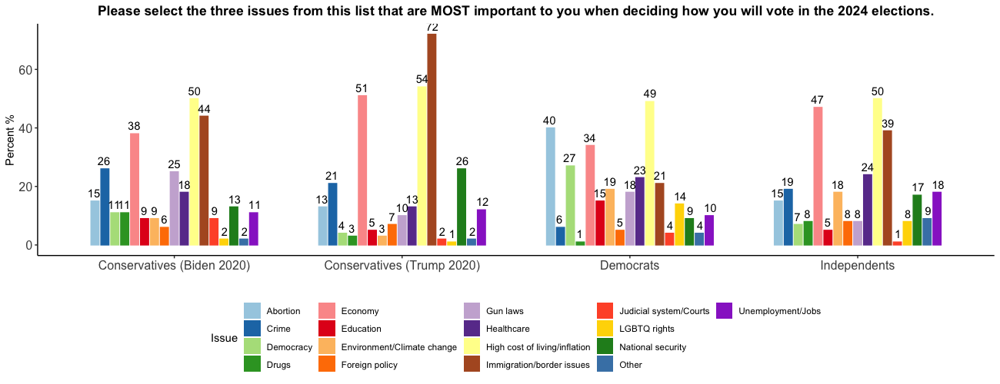 Please select the three issues from this list that are MOST important to you when deciding how you will vote in the 2024 elections.
Percent %
60
40
20
0
15 26 11 11 38 9 9 6 25 18 50 44 9 2 13 2 11
13 21 4 3 51 5 3 7 10 13 54 72 2 1 26 2 12
40 6 27 1 34 15 19 5 18 23 49 21 4 14 9 4 10
15 19 7 8 47 5 18 8 8 24 50 39 1 8 17 9 18
Conservatives (Biden 2020) Conservatives (Trump 2020) Democrats Independents
Issue
Abortion Economy Gun laws Judicial system/Courts Unemployment/Jobs
Crime Education Healthcare LGBTQ rights
Democracy Environment/Climate change High cost of living/inflation National security
Drugs Foreign policy Immigration/border issues Other